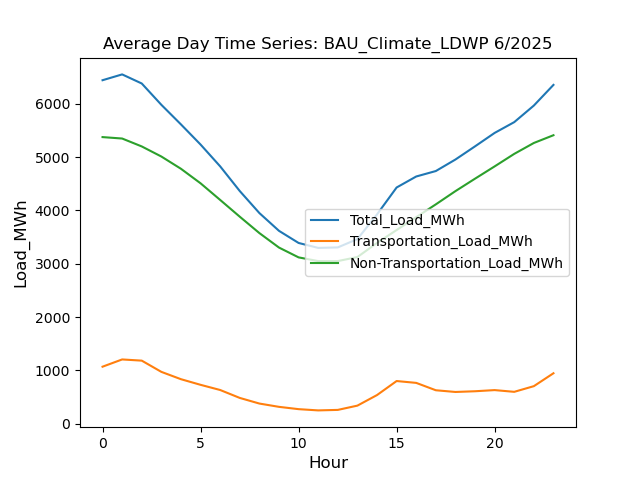 Average Day Time Series: BAU_Climate_LDWP 6/2025
Load_MWh
6000
5000
4000
3000
2000
1000
0
Total_Load_MWh
Transportation_Load_MWh
Non-Transportation_Load_MWh
0 5 10 15 20
Hour